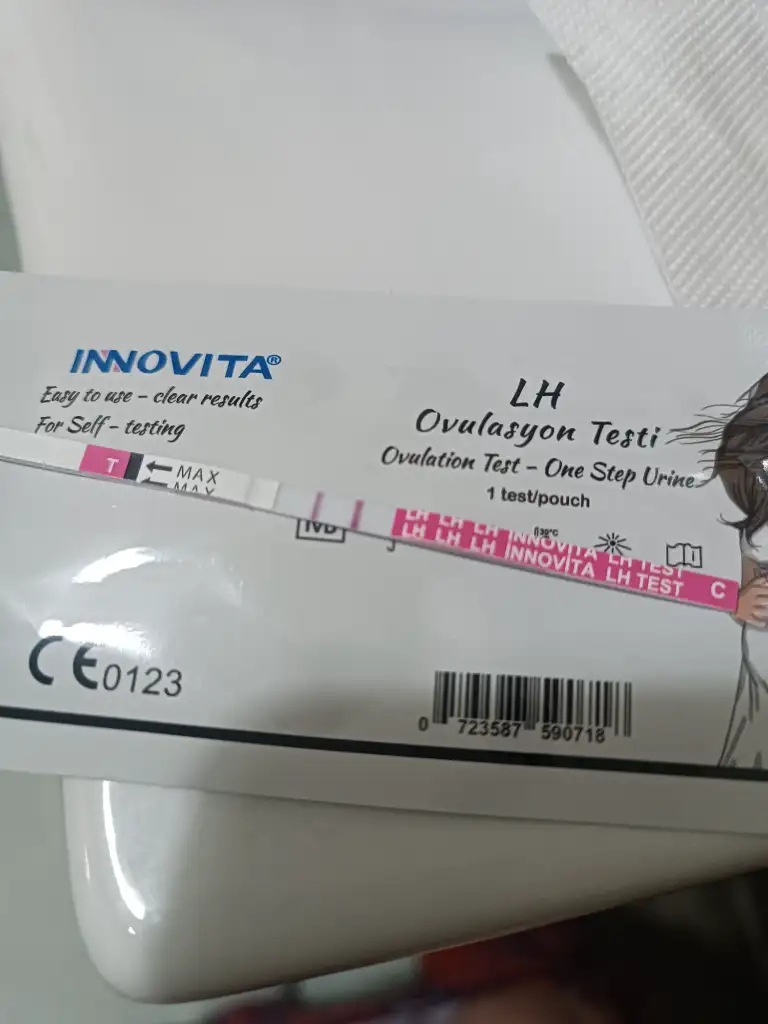 INNOVITA®
Easy to use – clear results
For Self – testing
LH
Ovulasyon Testi
Ovulation Test – One Step Urine
1 test/pouch
T
MAX
MAX
IVD
30°C
LH LH LH INNOVITA LH TEST
LH LH LH INNOVITA LH TEST C
CE0123
0 723587 590718